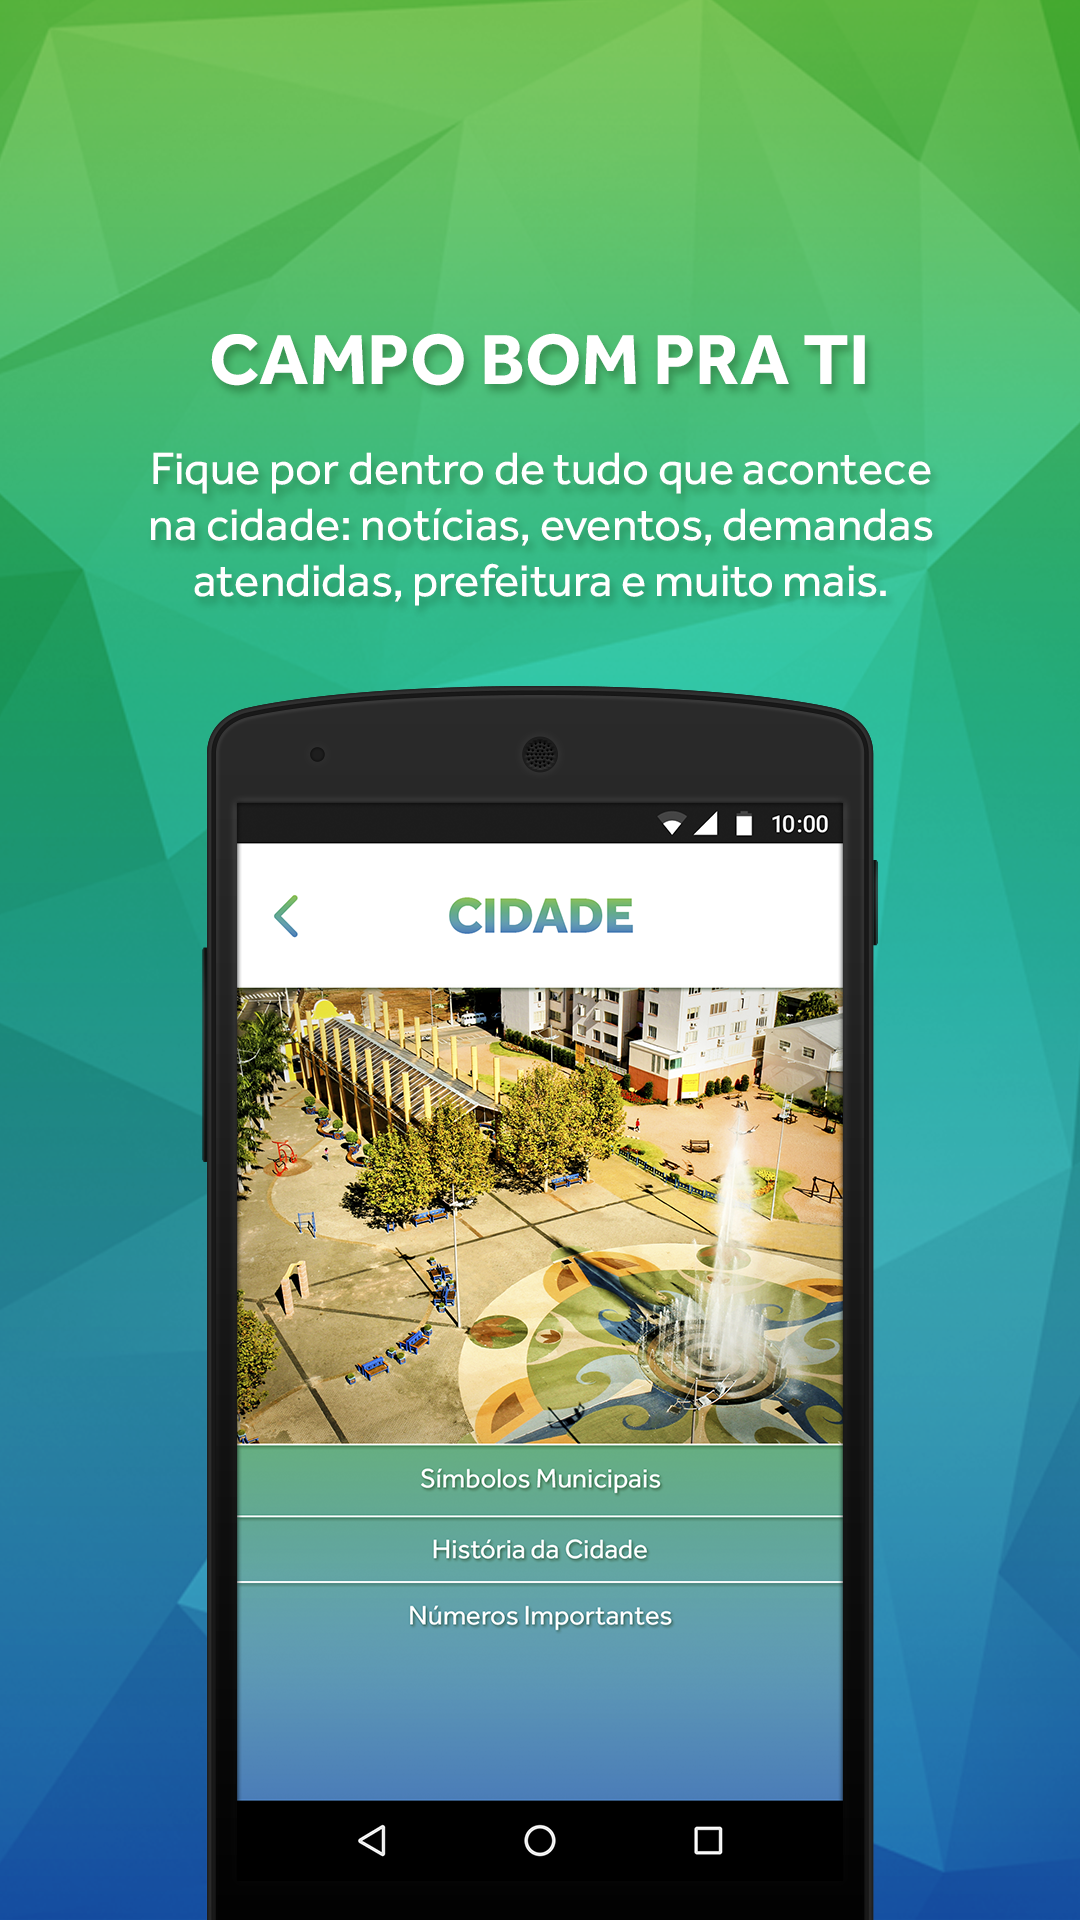 CAMPO BOM PRA TI
Fique por dentro de tudo que acontece
na cidade: notícias, eventos, demandas
atendidas, prefeitura e muito mais.
10:00
CIDADE
Símbolos Municipais
História da Cidade
Números Importantes